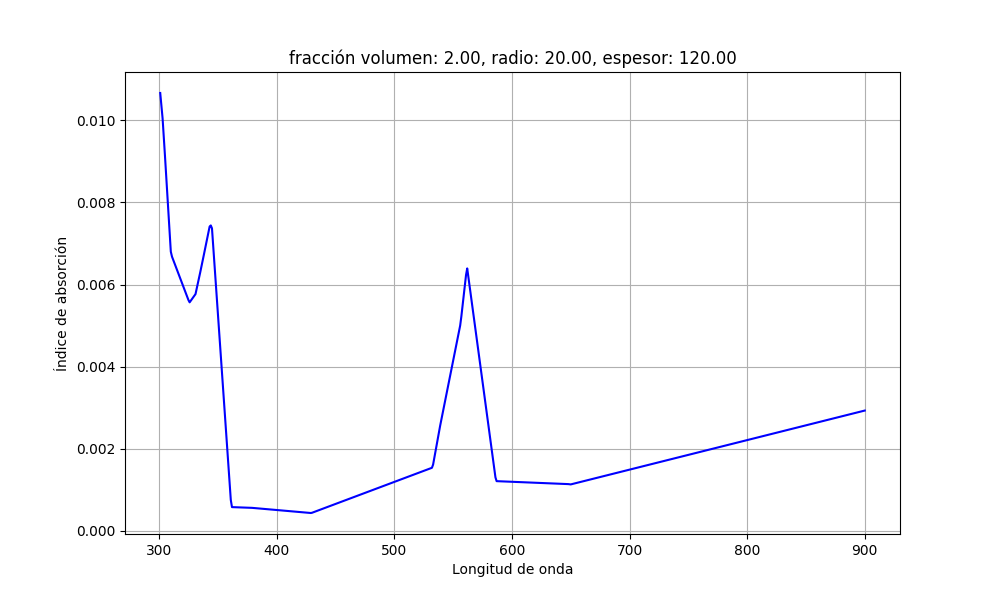 fracción volumen: 2.00, radio: 20.00, espesor: 120.00
Índice de absorción
0.010
0.008
0.006
0.004
0.002
0.000
300 400 500 600 700 800 900
Longitud de onda